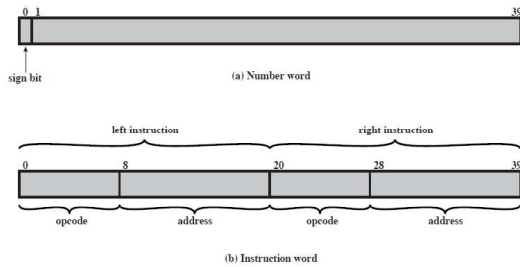 0 1 39
sign bit
(a) Number word
left instruction right instruction
0 8 20 28 39
opcode address opcode address
(b) Instruction word